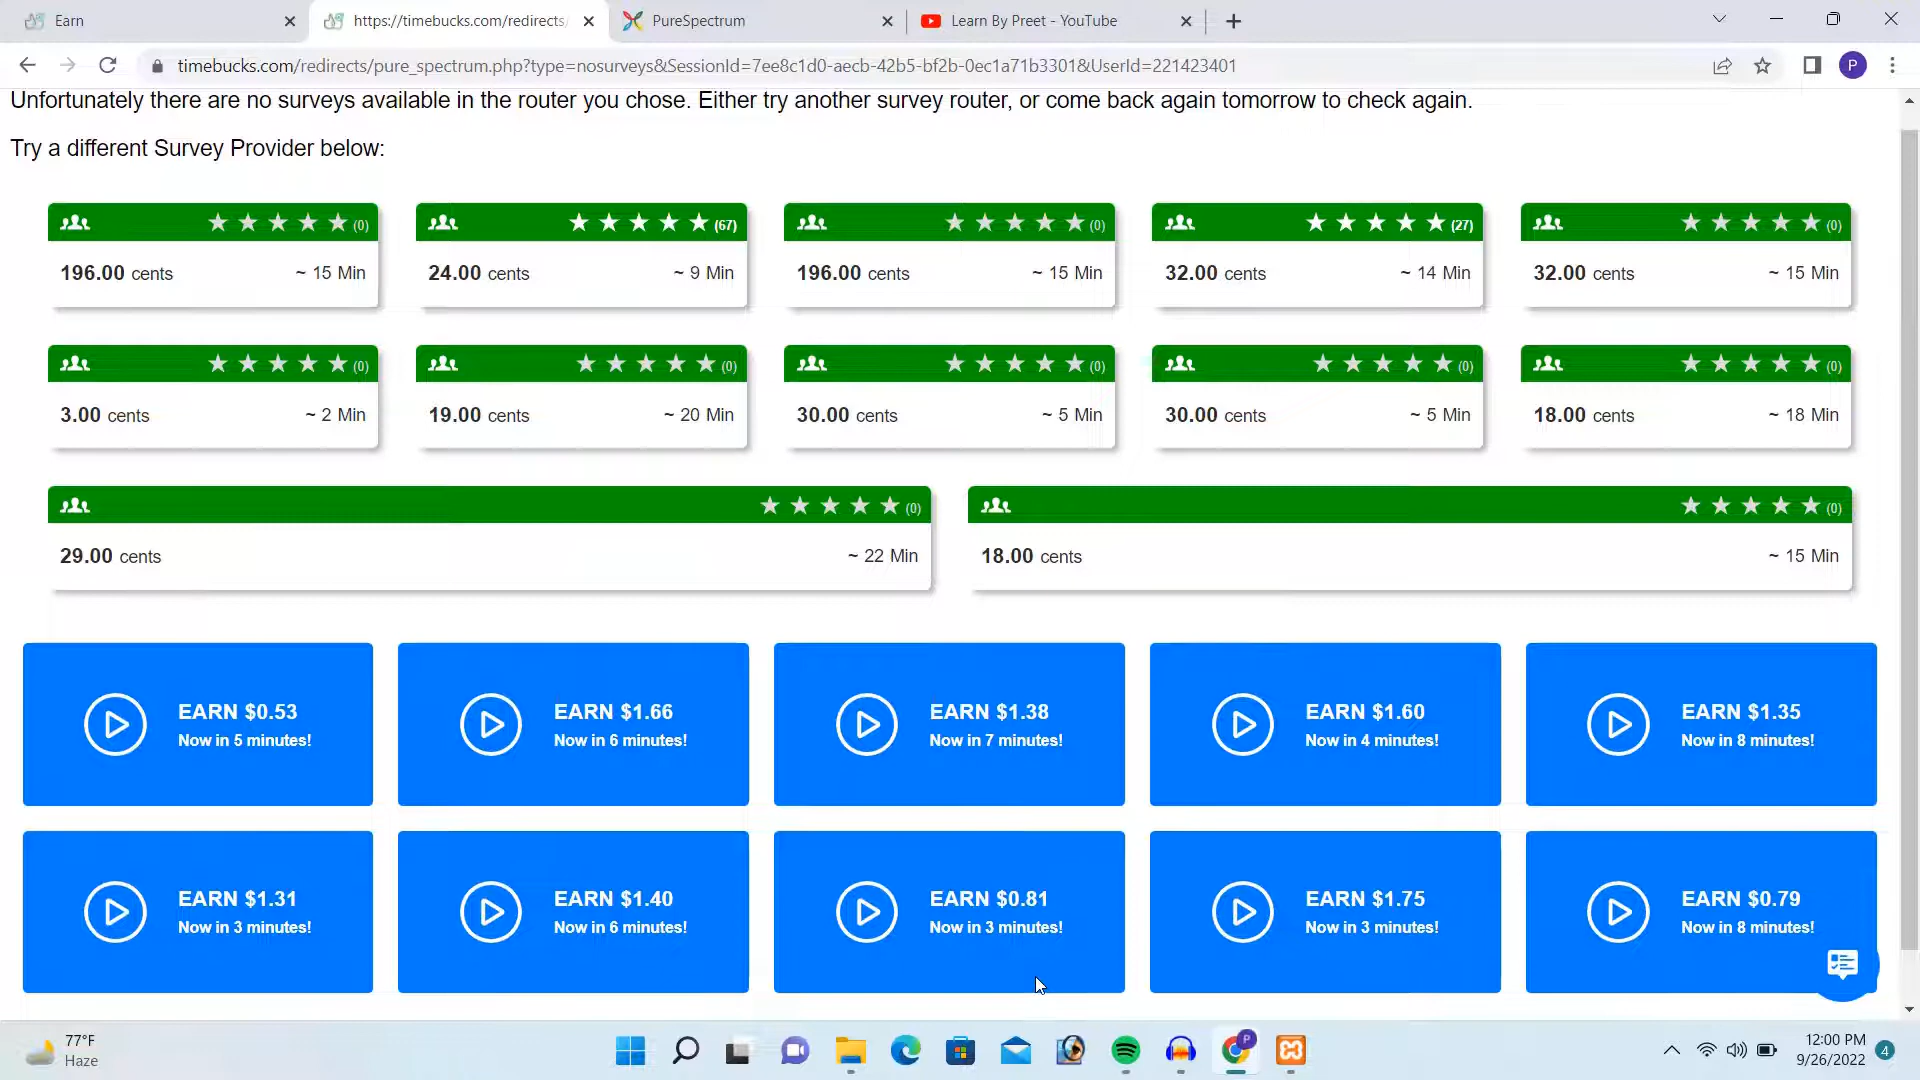 Earn
https://timebucks.com/redirects/
PureSpectrum
Learn By Preet - YouTube
timebucks.com/redirects/pure_spectrum.php?type=nosurveys&SessionId=7ee8c1d0-aecb-42b5-bf2b-0ec1a71b3301&UserId=221423401
P
Unfortunately there are no surveys available in the router you chose. Either try another survey router, or come back again tomorrow to check again.
Try a different Survey Provider below:
(0) (67) (0) (27) (0)
196.00 cents ~ 15 Min 24.00 cents ~ 9 Min 196.00 cents ~ 15 Min 32.00 cents ~ 14 Min 32.00 cents ~ 15 Min
(0) (0) (0) (0) (0)
3.00 cents ~ 2 Min 19.00 cents ~ 20 Min 30.00 cents ~ 5 Min 30.00 cents ~ 5 Min 18.00 cents ~ 18 Min
(0) (0)
29.00 cents ~ 22 Min 18.00 cents ~ 15 Min
EARN $0.53 EARN $1.66 EARN $1.38 EARN $1.60 EARN $1.35
Now in 5 minutes! Now in 6 minutes! Now in 7 minutes! Now in 4 minutes! Now in 8 minutes!
EARN $1.31 EARN $1.40 EARN $0.81 EARN $1.75 EARN $0.79
Now in 3 minutes! Now in 6 minutes! Now in 3 minutes! Now in 3 minutes! Now in 8 minutes!
77°F
Haze
P
12:00 PM
9/26/2022
4